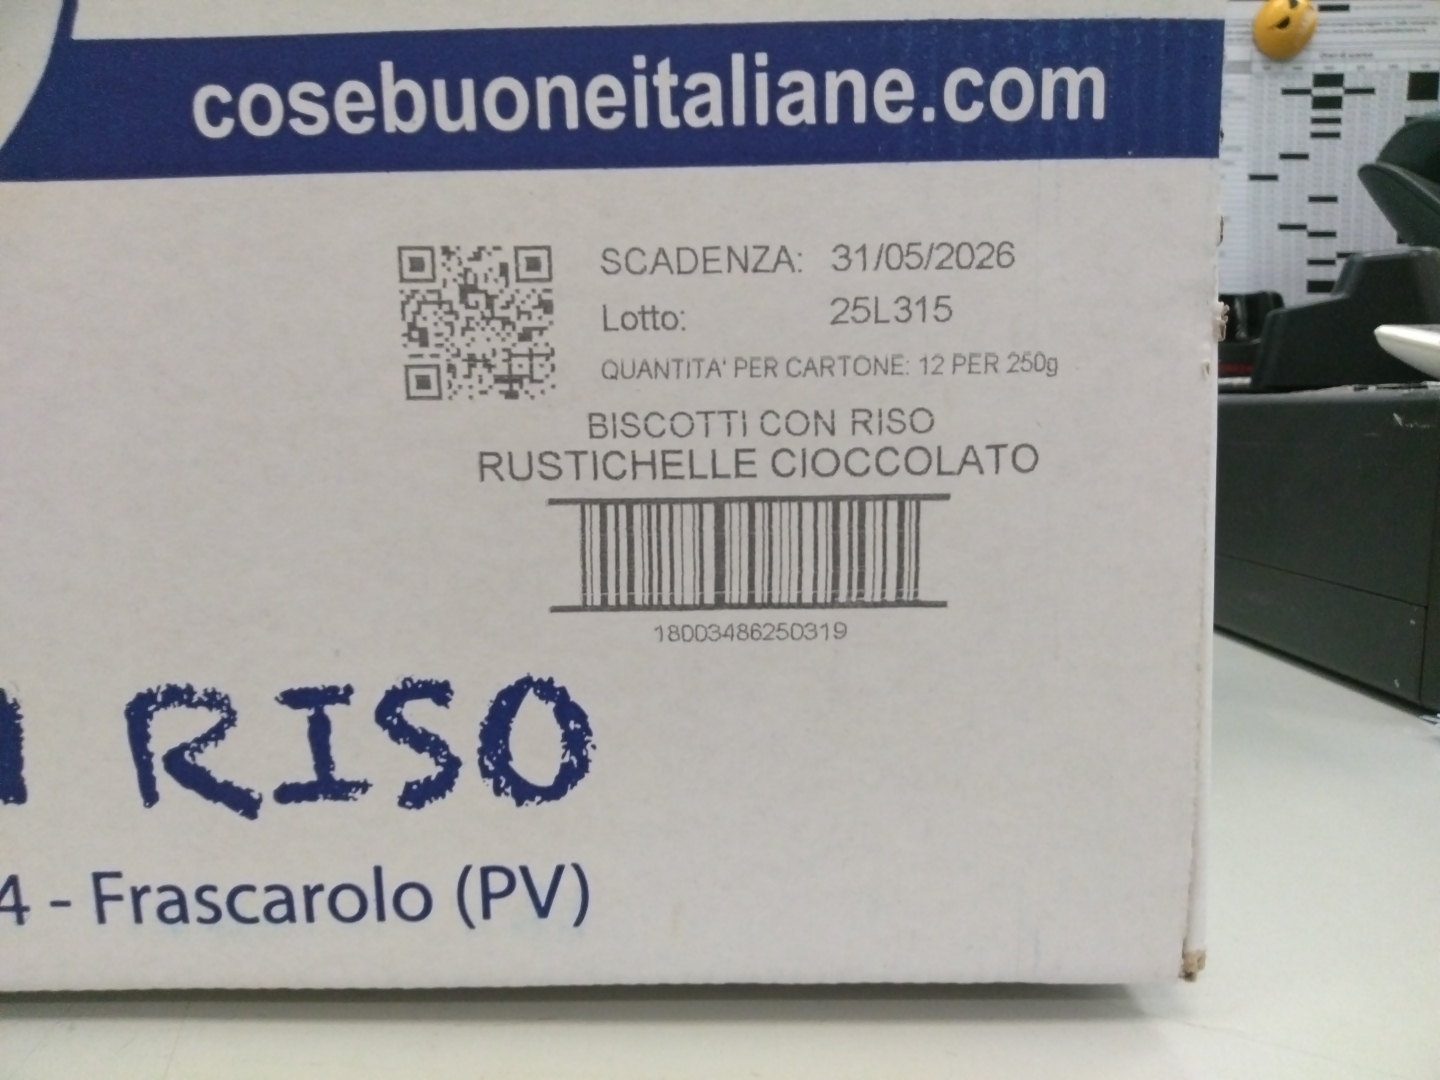 cosebuoneitaliane.com
SCADENZA: 31/05/2026
Lotto: 25L315
QUANTITA' PER CARTONE: 12 PER 250g
BISCOTTI CON RISO
RUSTICHELLE CIOCCOLATO
18003486250319
RISO
4 - Frascarolo (PV)